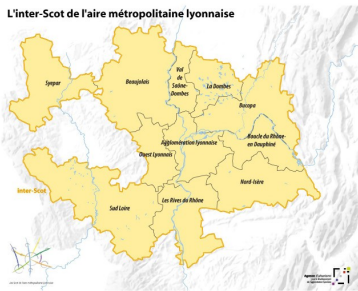 L'inter-Scot de l'aire métropolitaine lyonnaise
Syepar
Beaujolais
Val
de
Saône-
Dombes
La Dombes
Bucopa
Agglomération lyonnaise
Boucle du Rhône-
en Dauphiné
Ouest Lyonnais
Inter-Scot
Sud Loire
Les Rives du Rhône
Nord-Isère